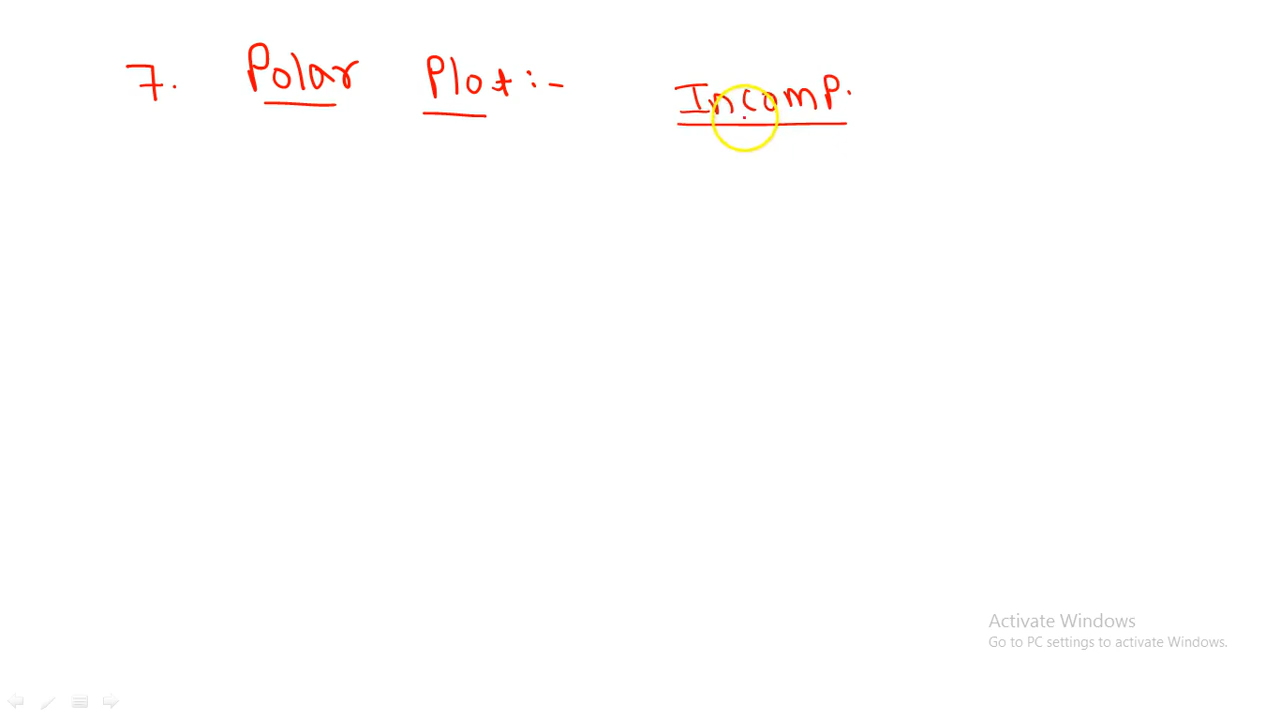 7. Polar Plot:- Incomp.
Activate Windows
Go to PC settings to activate Windows.